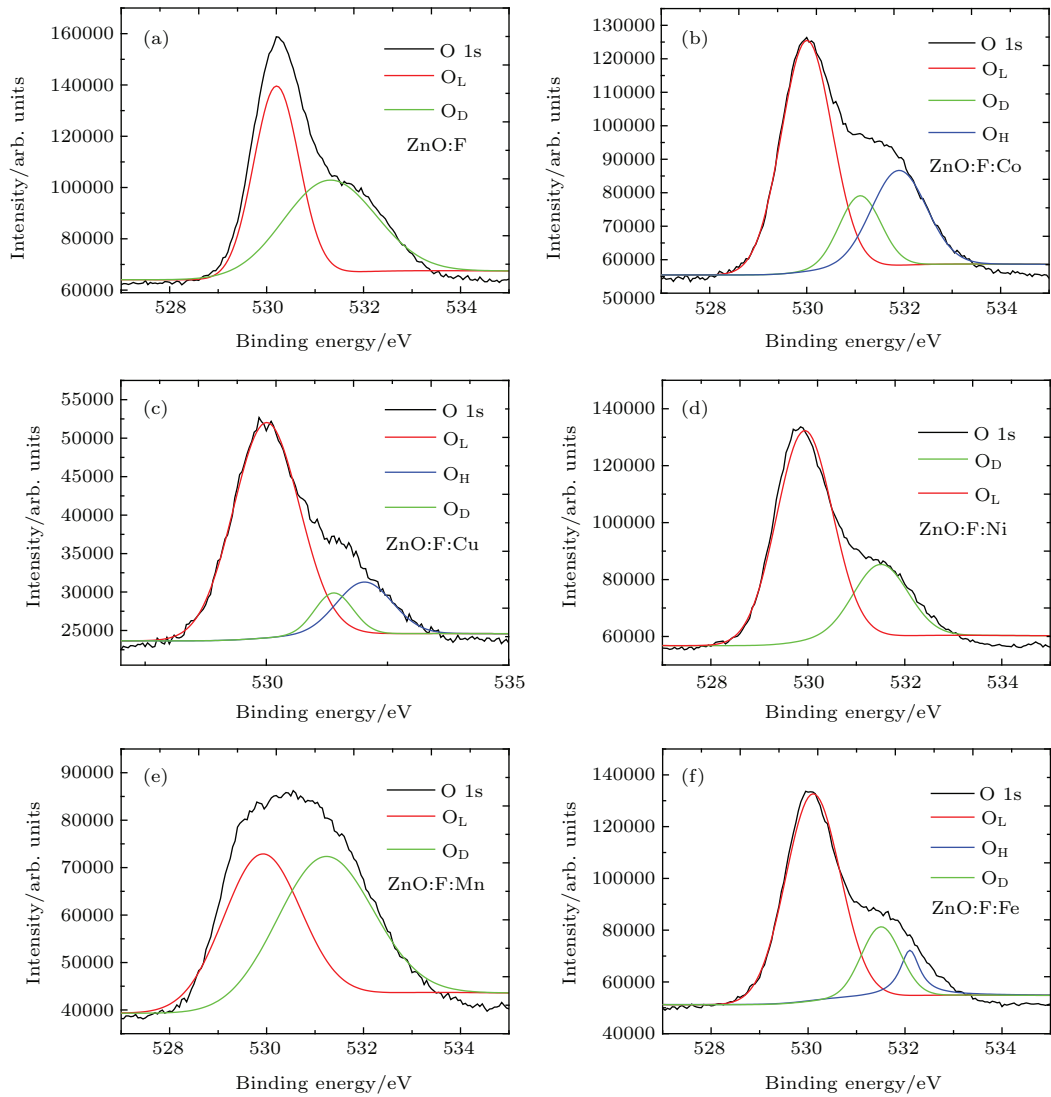 (a)
O 1s
O_L
O_D
ZnO:F
160000
140000
120000
100000
80000
60000
528 530 532 534
Intensity/arb. units
Binding energy/eV
(b)
O 1s
O_L
O_D
O_H
ZnO:F:Co
130000
120000
110000
100000
90000
80000
70000
60000
50000
528 530 532 534
Intensity/arb. units
Binding energy/eV
(c)
O 1s
O_L
O_H
O_D
ZnO:F:Cu
55000
50000
45000
40000
35000
30000
25000
530 535
Intensity/arb. units
Binding energy/eV
(d)
O 1s
O_D
O_L
ZnO:F:Ni
140000
120000
100000
80000
60000
528 530 532 534
Intensity/arb. units
Binding energy/eV
(e)
O 1s
O_L
O_D
ZnO:F:Mn
90000
80000
70000
60000
50000
40000
528 530 532 534
Intensity/arb. units
Binding energy/eV
(f)
O 1s
O_L
O_H
O_D
ZnO:F:Fe
140000
120000
100000
80000
60000
40000
528 530 532 534
Intensity/arb. units
Binding energy/eV